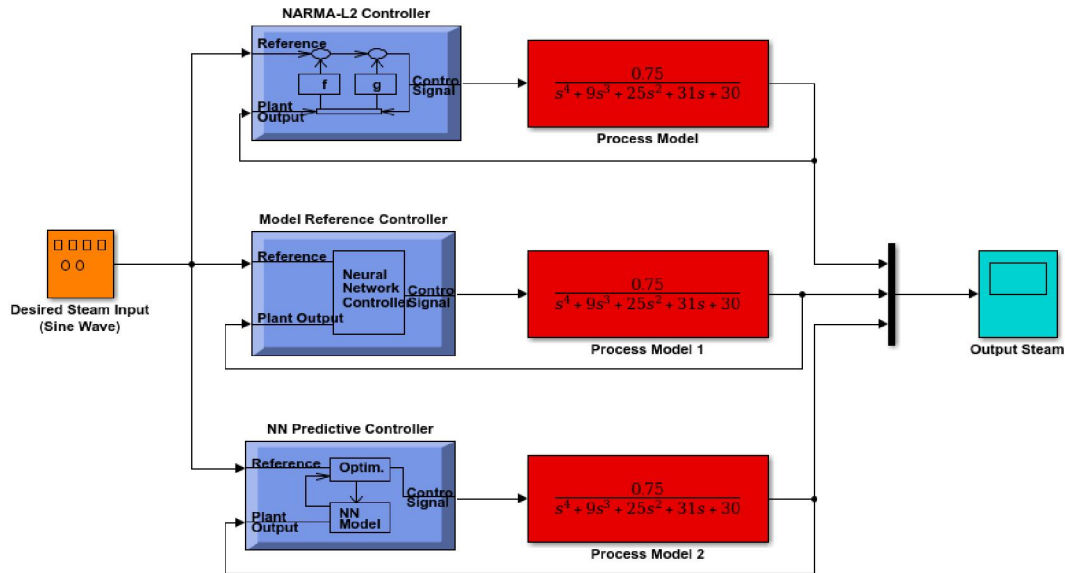 NARMA-L2 Controller
Reference
f
g
Contro
Signal
Plant
Output
0.75
s⁴ + 9s³ + 25s² + 31s + 30
Process Model
Model Reference Controller
Reference
Neural
Network
Controller
Contro
Signal
Plant Output
0.75
s⁴ + 9s³ + 25s² + 31s + 30
Process Model 1
Desired Steam Input
(Sine Wave)
Output Steam
NN Predictive Controller
Reference
Optim.
Contro
Signal
Plant
Output
NN
Model
0.75
s⁴ + 9s³ + 25s² + 31s + 30
Process Model 2